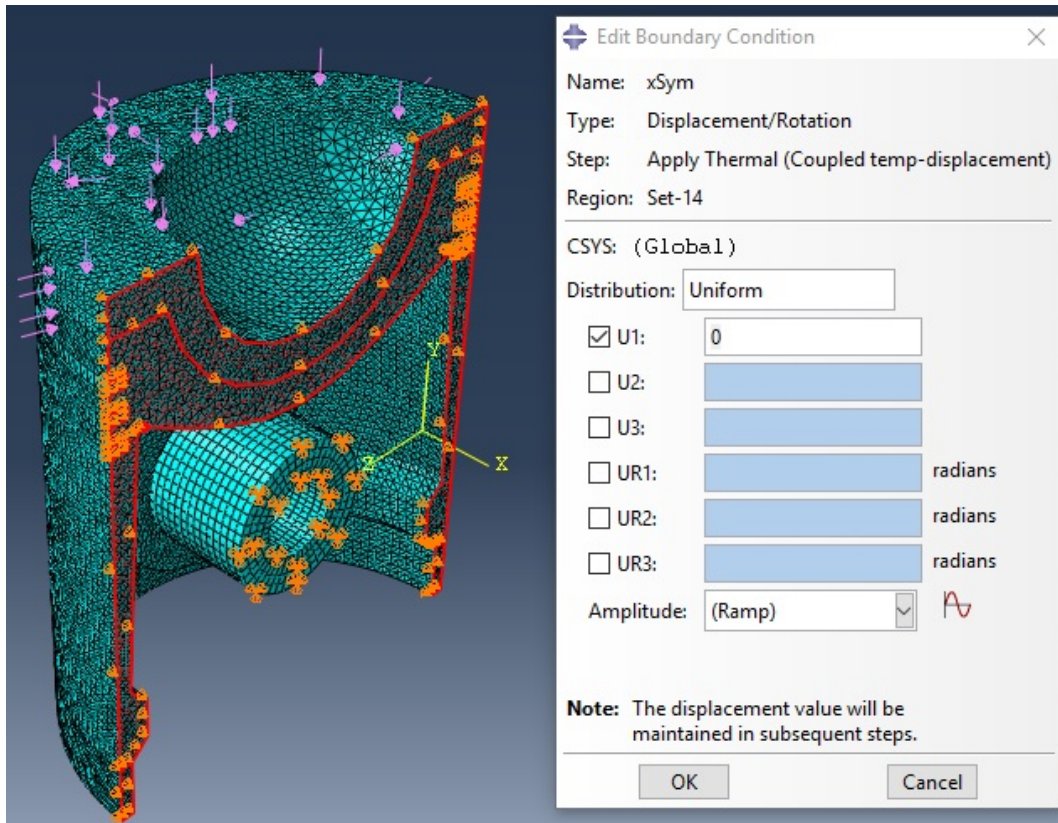 Edit Boundary Condition
Name: xSym
Type: Displacement/Rotation
Step: Apply Thermal (Coupled temp-displacement)
Region: Set-14
CSYS: (Global)
Distribution: Uniform
U1: 0
U2:
U3:
UR1: radians
UR2: radians
UR3: radians
Amplitude: (Ramp)
Note: The displacement value will be
maintained in subsequent steps.
OK Cancel
Y
Z X